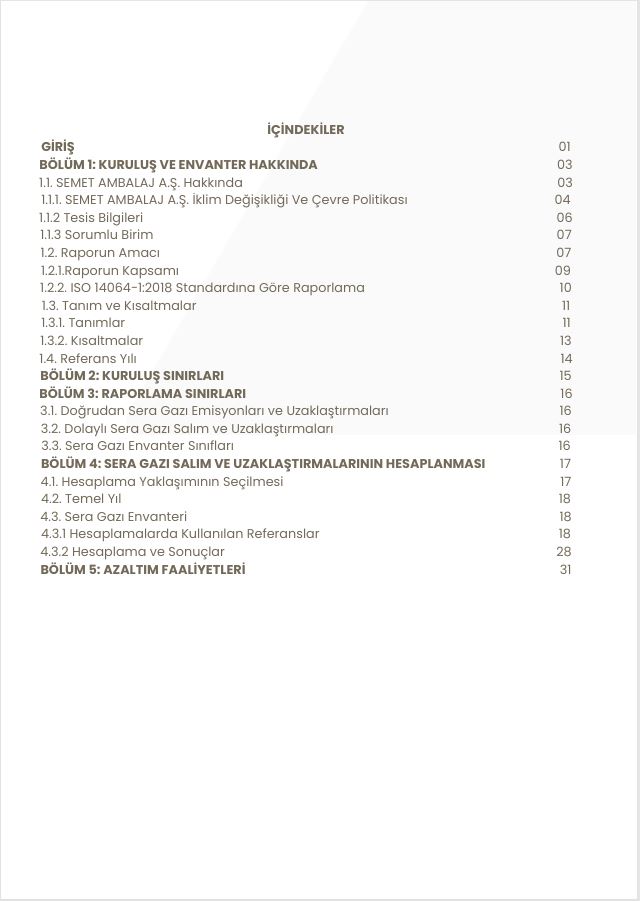 İÇİNDEKİLER
GİRİŞ 01
BÖLÜM 1: KURULUŞ VE ENVANTER HAKKINDA 03
1.1. SEMET AMBALAJ A.Ş. Hakkında 03
1.1.1. SEMET AMBALAJ A.Ş. İklim Değişikliği Ve Çevre Politikası 04
1.1.2 Tesis Bilgileri 06
1.1.3 Sorumlu Birim 07
1.2. Raporun Amacı 07
1.2.1.Raporun Kapsamı 09
1.2.2. ISO 14064-1:2018 Standardına Göre Raporlama 10
1.3. Tanım ve Kısaltmalar 11
1.3.1. Tanımlar 11
1.3.2. Kısaltmalar 13
1.4. Referans Yılı 14
BÖLÜM 2: KURULUŞ SINIRLARI 15
BÖLÜM 3: RAPORLAMA SINIRLARI 16
3.1. Doğrudan Sera Gazı Emisyonları ve Uzaklaştırmaları 16
3.2. Dolaylı Sera Gazı Salım ve Uzaklaştırmaları 16
3.3. Sera Gazı Envanter Sınıfları 16
BÖLÜM 4: SERA GAZI SALIM VE UZAKLAŞTIRMALARININ HESAPLANMASI 17
4.1. Hesaplama Yaklaşımının Seçilmesi 17
4.2. Temel Yıl 18
4.3. Sera Gazı Envanteri 18
4.3.1 Hesaplamalarda Kullanılan Referanslar 18
4.3.2 Hesaplama ve Sonuçlar 28
BÖLÜM 5: AZALTIM FAALİYETLERİ 31